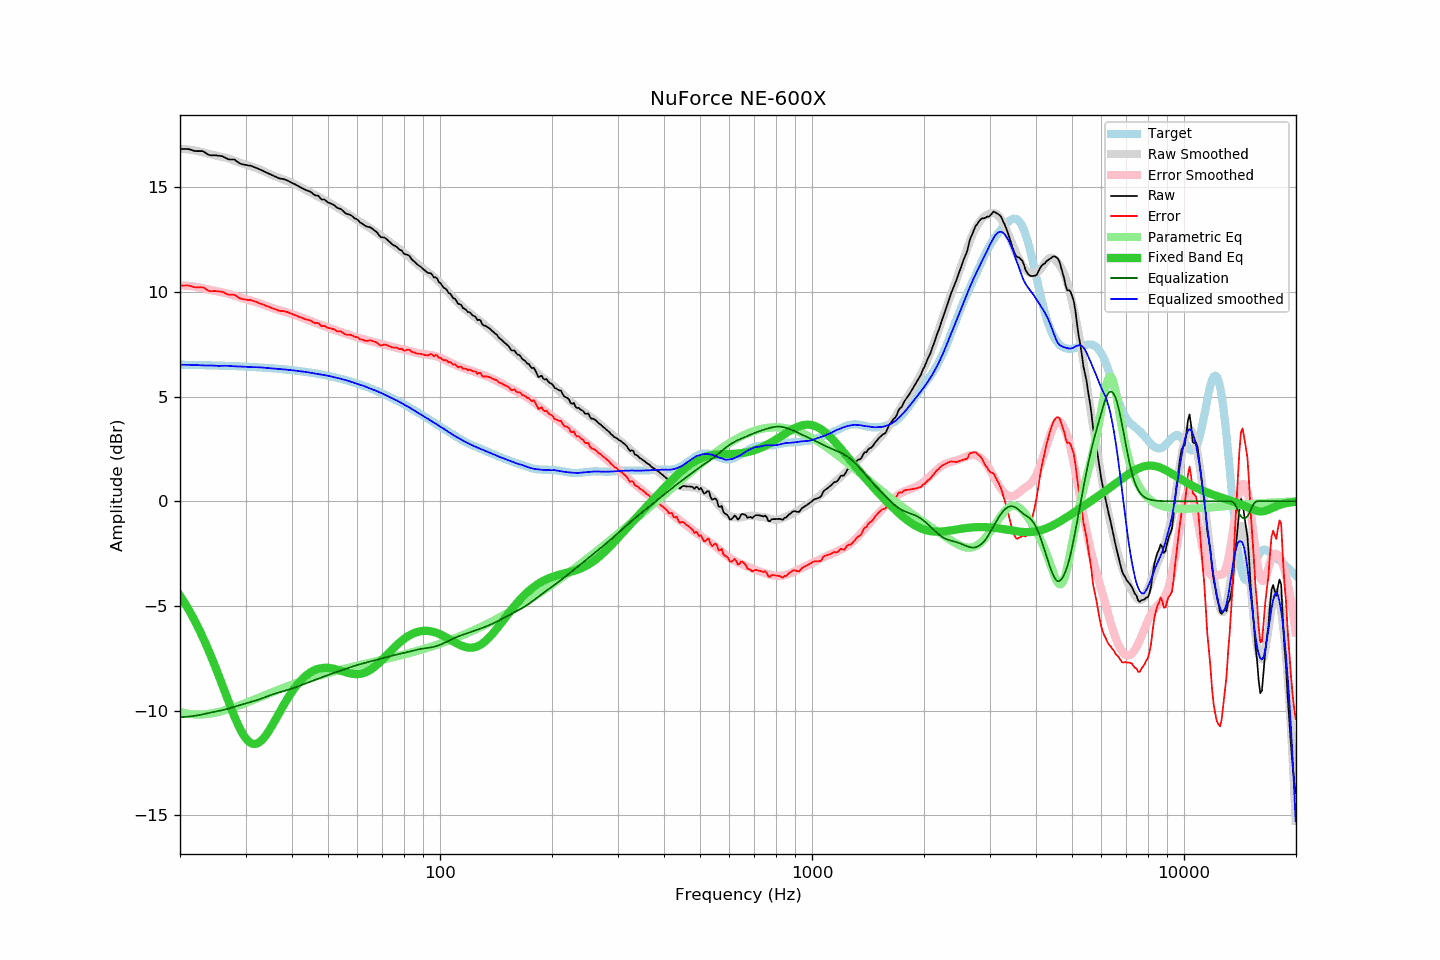 NuForce NE-600X
Target
Raw Smoothed
Error Smoothed
Raw
Error
Parametric Eq
Fixed Band Eq
Equalization
Equalized smoothed
15
10
5
0
−5
−10
−15
Amplitude (dBr)
100
1000
10000
Frequency (Hz)